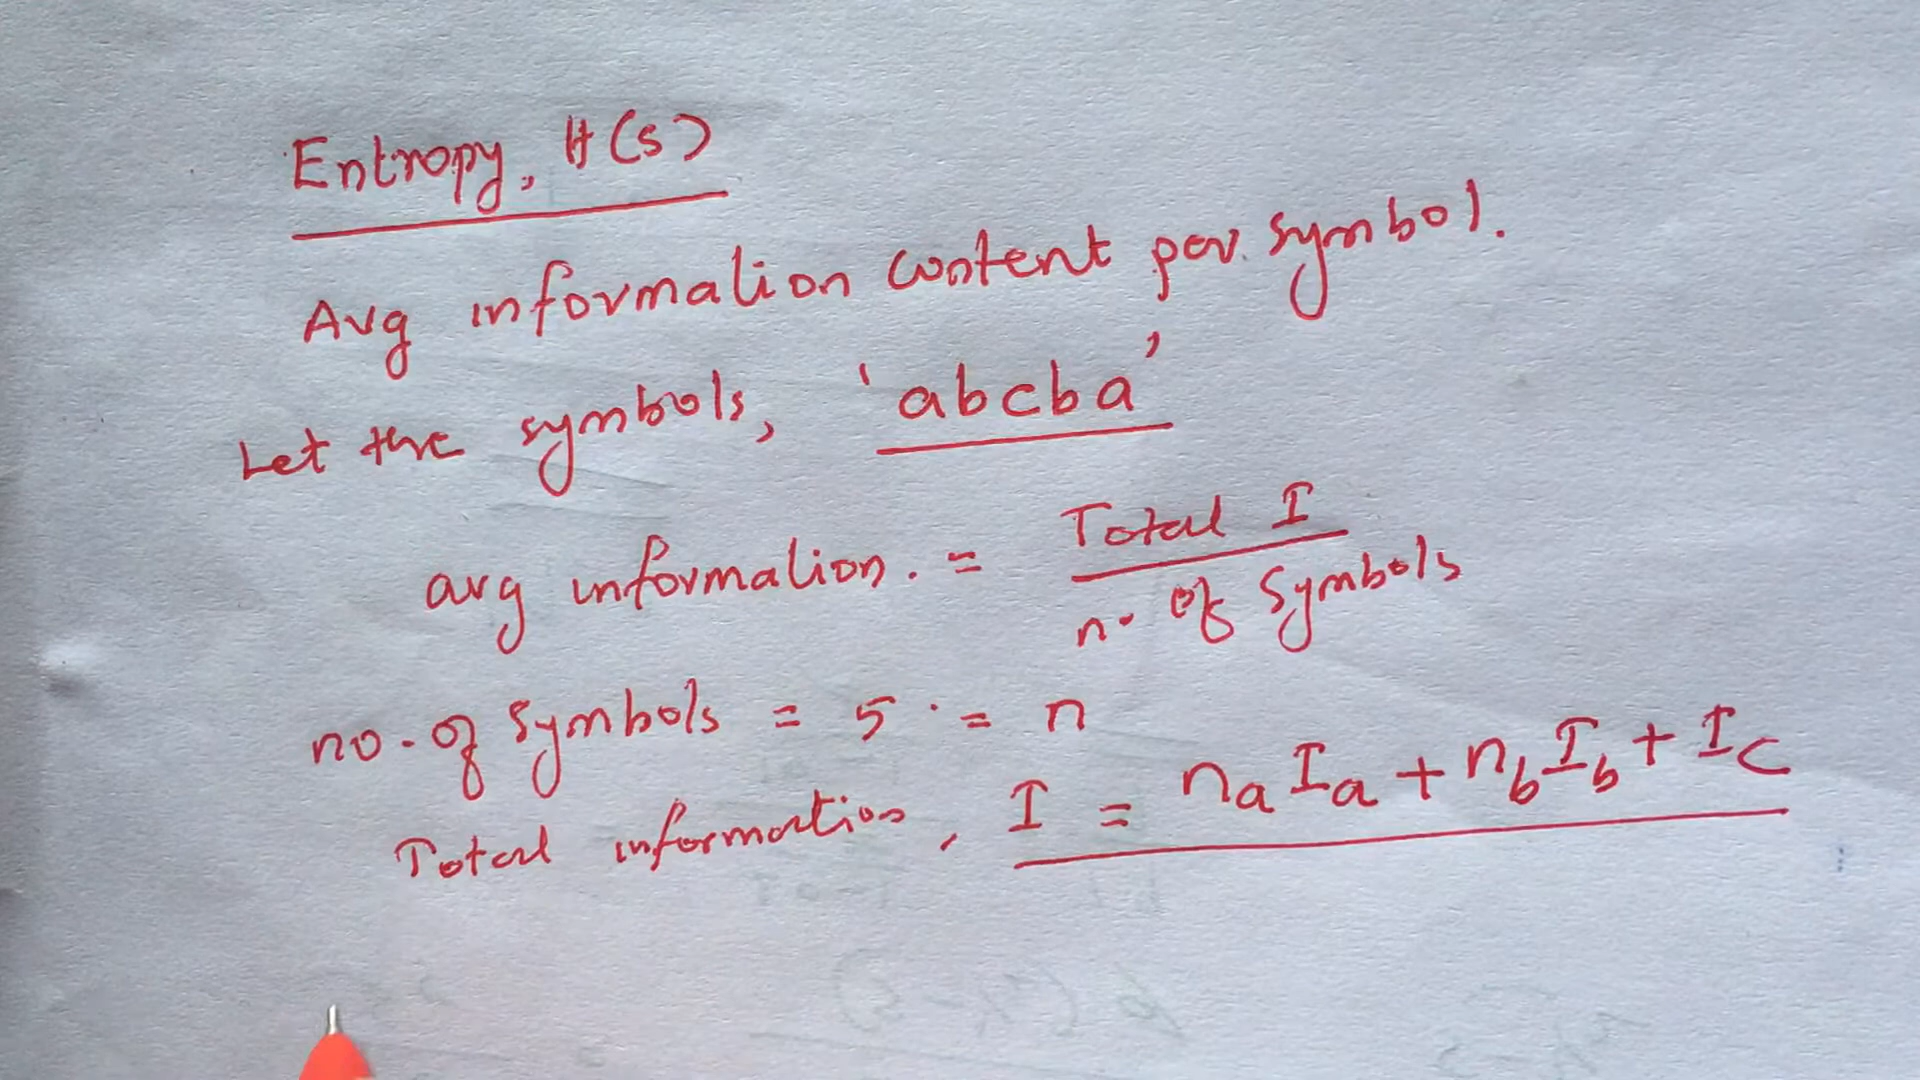 Entropy, H(s)
Avg information content per symbol.
Let the symbols, 'abcba'
avg information. = Total I / no. of Symbols
no. of symbols = 5 = n
Total information, I = naIa + nbIb + Ic